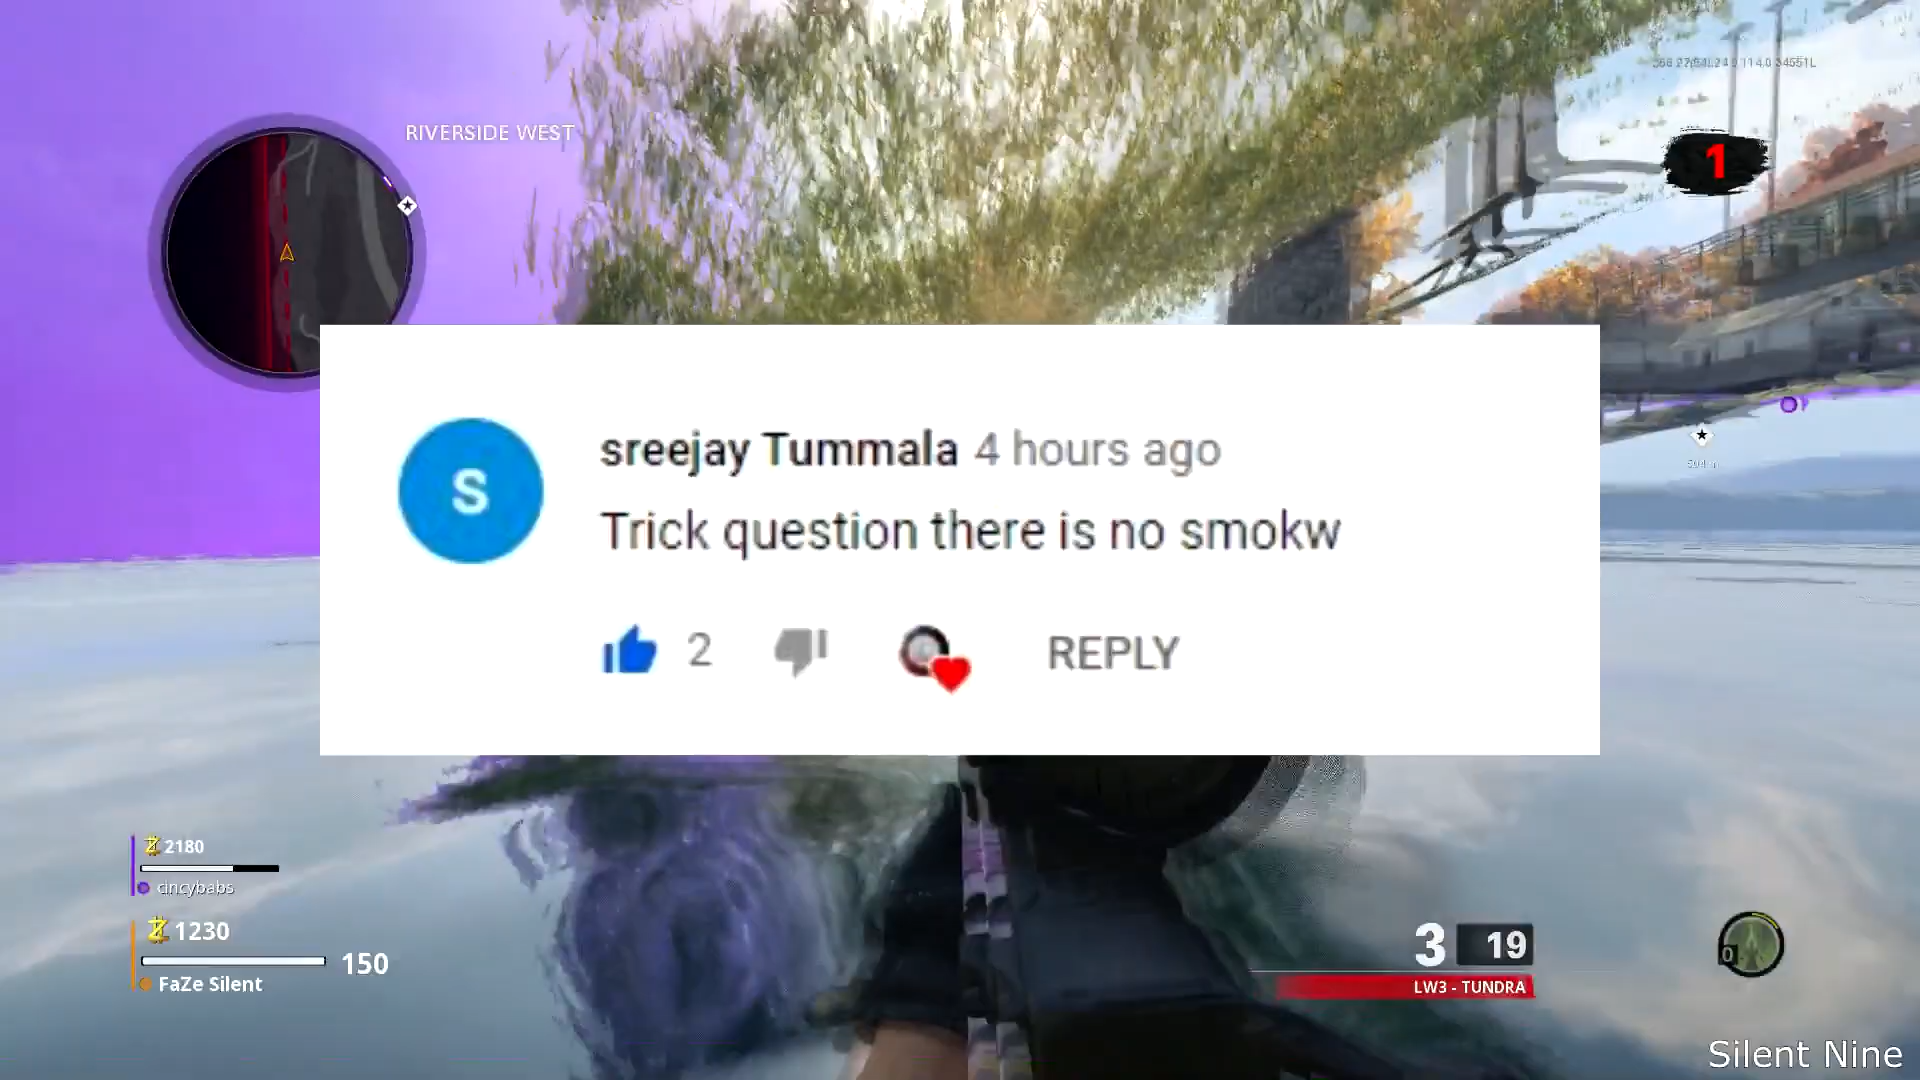 RIVERSIDE WEST
1
sreejay Tummala 4 hours ago
Trick question there is no smokw
2
REPLY
2180
cincybabs
1230
150
FaZe Silent
3 19
LW3 - TUNDRA
0
Silent Nine